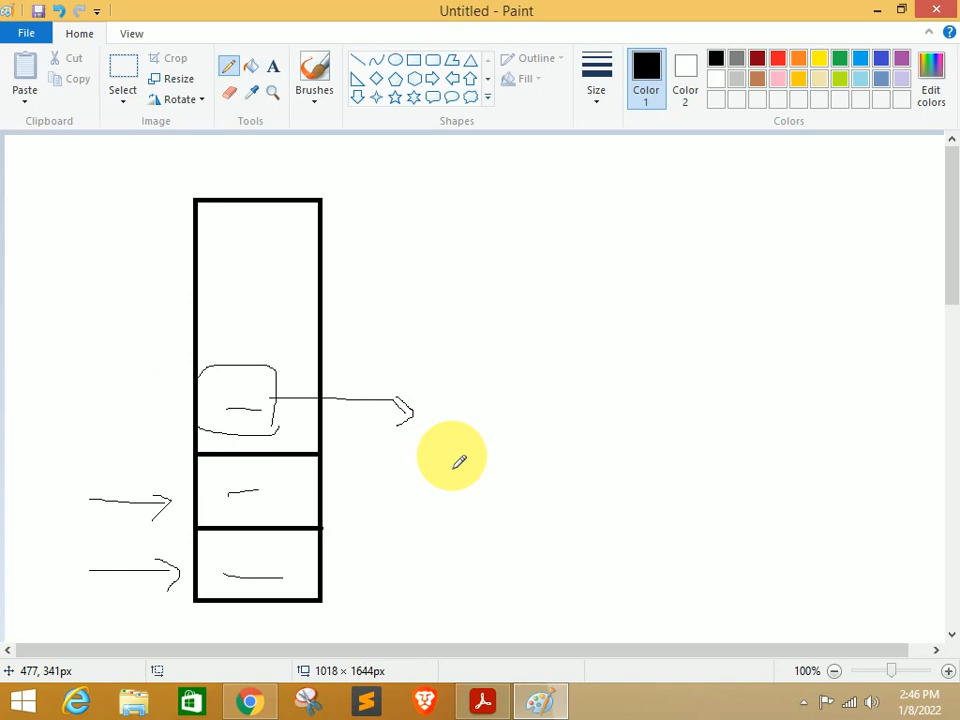 Untitled - Paint
File
Home
View
Paste
Cut
Copy
Clipboard
Select
Crop
Resize
Rotate
Image
A
Tools
Brushes
Outline
Fill
Shapes
Size
Color 1
Color 2
Edit colors
Colors
477, 341px
1018 × 1644px
100%
2:46 PM
1/8/2022